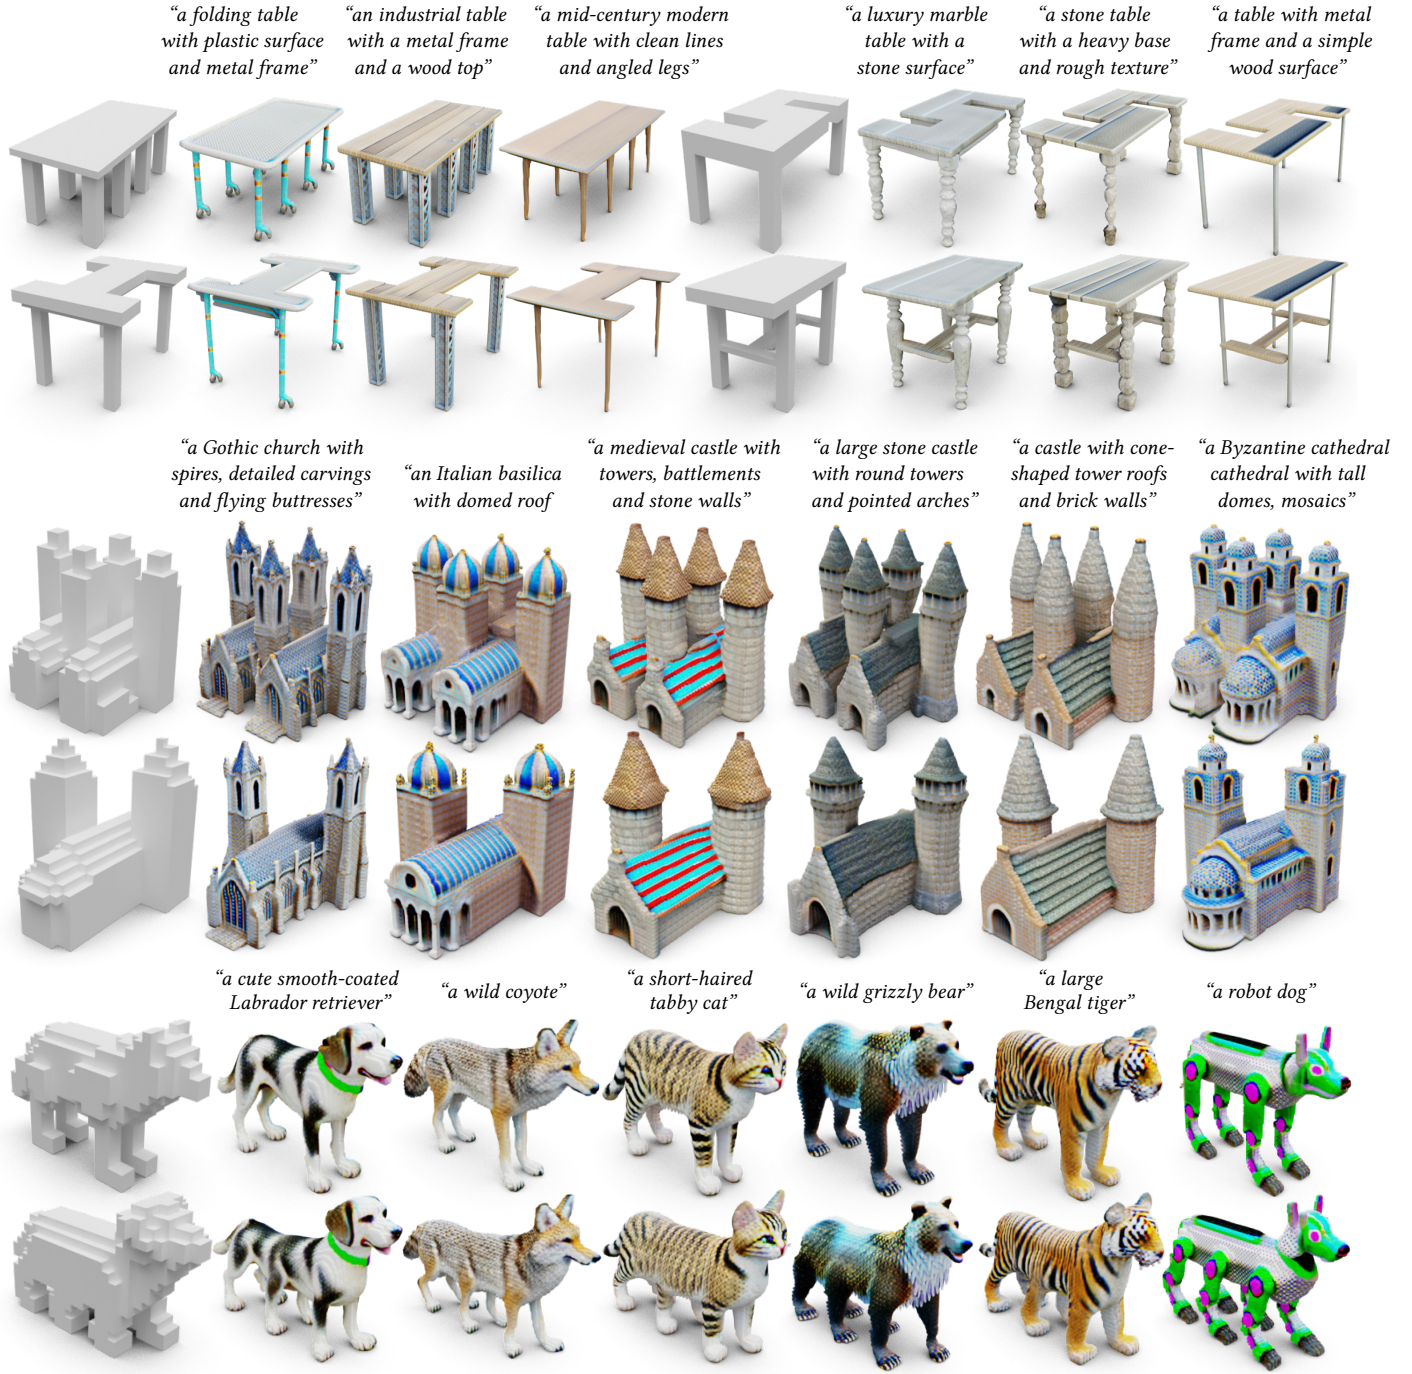 “a folding table
with plastic surface
and metal frame”
“an industrial table
with a metal frame
and a wood top”
“a mid-century modern
table with clean lines
and angled legs”
“a luxury marble
table with a
stone surface”
“a stone table
with a heavy base
and rough texture”
“a table with metal
frame and a simple
wood surface”
“a Gothic church with
spires, detailed carvings
and flying buttresses”
“an Italian basilica
with domed roof
“a medieval castle with
towers, battlements
and stone walls”
“a large stone castle
with round towers
and pointed arches”
“a castle with cone-
shaped tower roofs
and brick walls”
“a Byzantine cathedral
cathedral with tall
domes, mosaics”
“a cute smooth-coated
Labrador retriever”
“a wild coyote”
“a short-haired
tabby cat”
“a wild grizzly bear”
“a large
Bengal tiger”
“a robot dog”